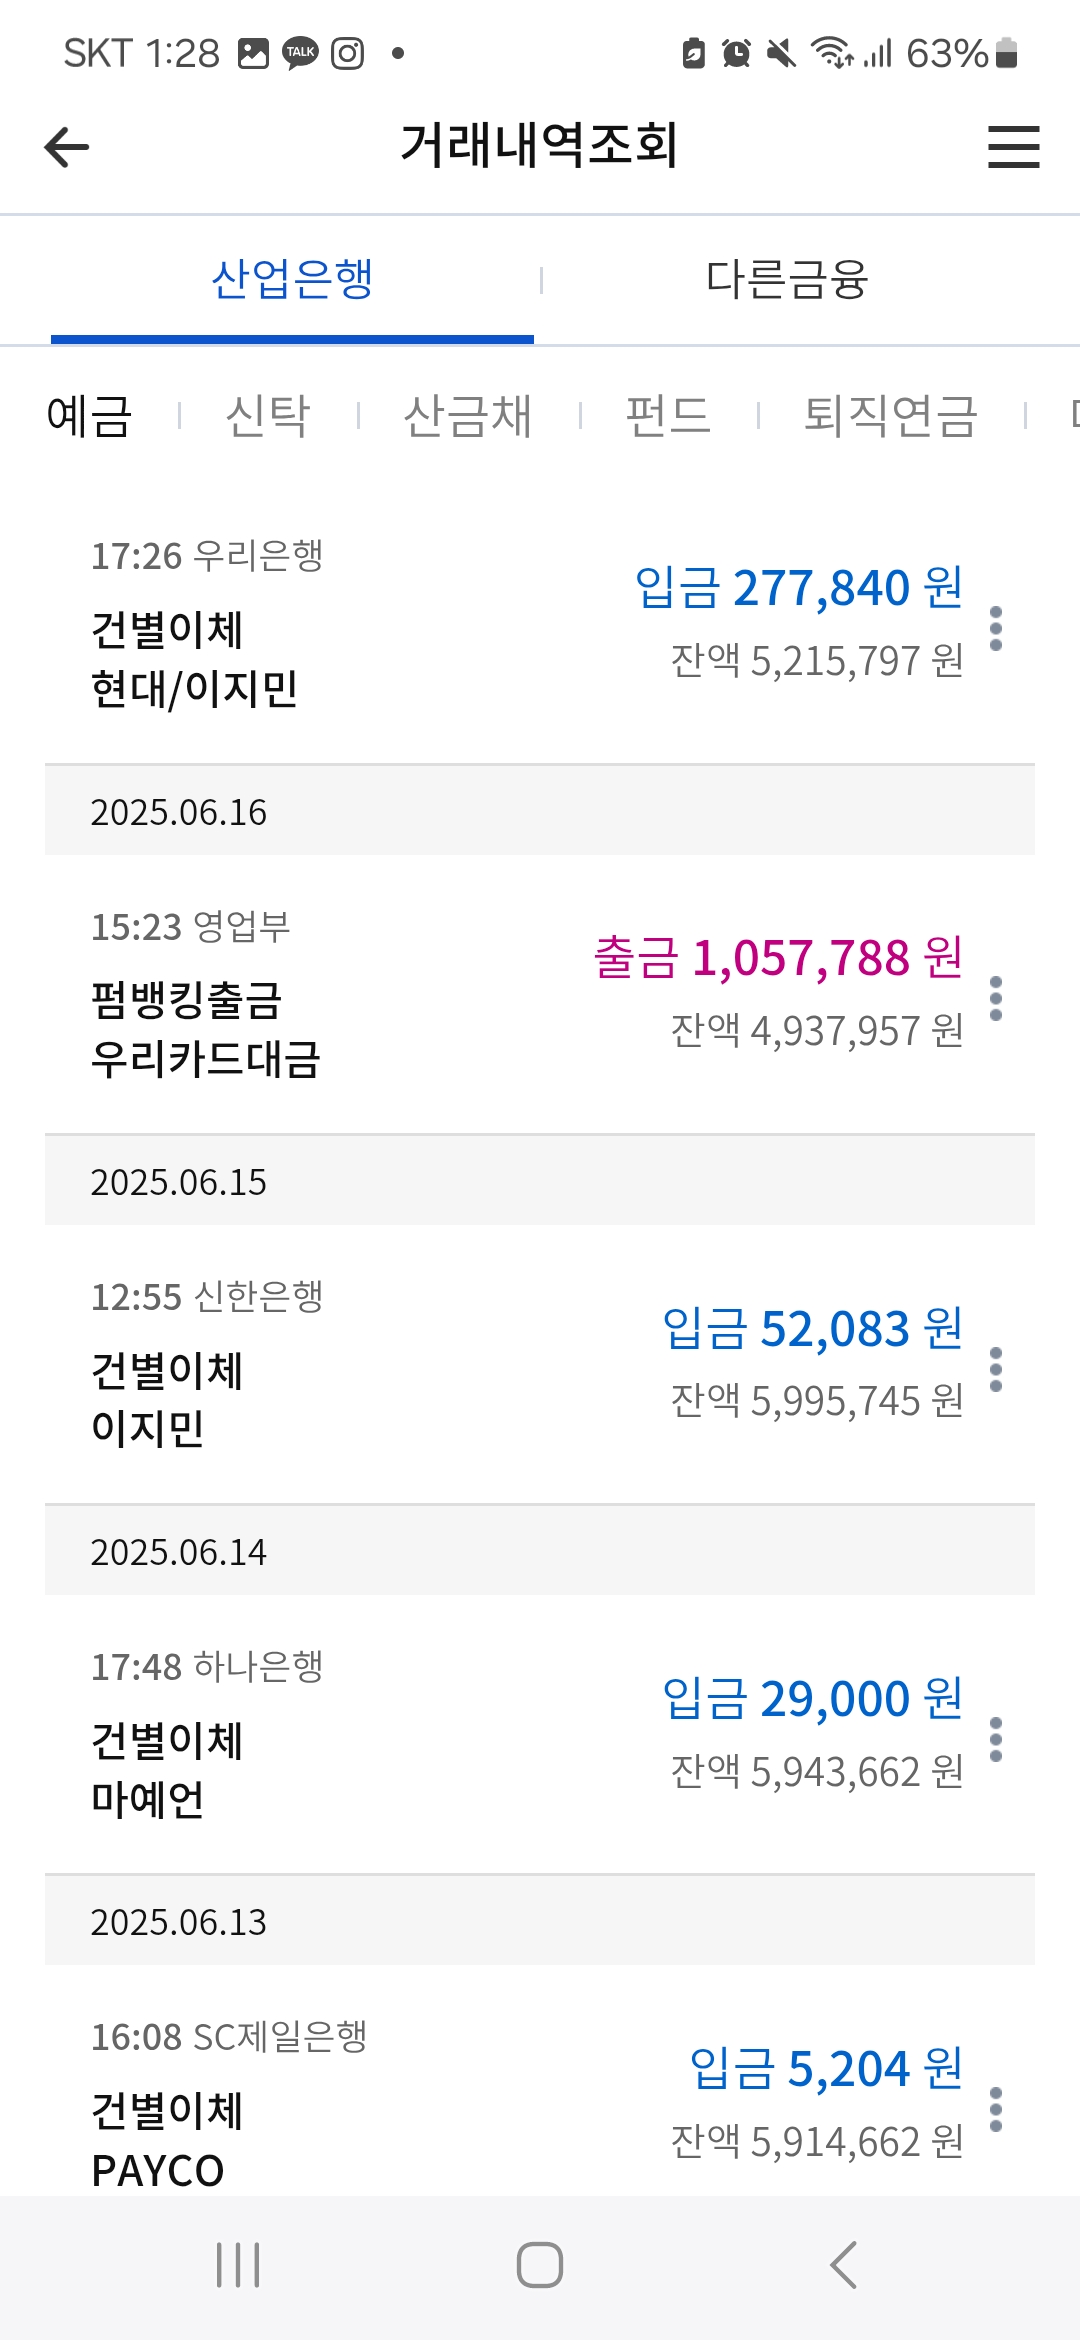 SKT 1:28 TALK 63%
거래내역조회
산업은행 다른금융
예금 신탁 산금채 펀드 퇴직연금
17:26 우리은행
입금 277,840 원
건별이체
잔액 5,215,797 원
현대/이지민
2025.06.16
15:23 영업부
출금 1,057,788 원
펌뱅킹출금
잔액 4,937,957 원
우리카드대금
2025.06.15
12:55 신한은행
입금 52,083 원
건별이체
잔액 5,995,745 원
이지민
2025.06.14
17:48 하나은행
입금 29,000 원
건별이체
잔액 5,943,662 원
마예언
2025.06.13
16:08 SC제일은행
입금 5,204 원
건별이체
잔액 5,914,662 원
PAYCO